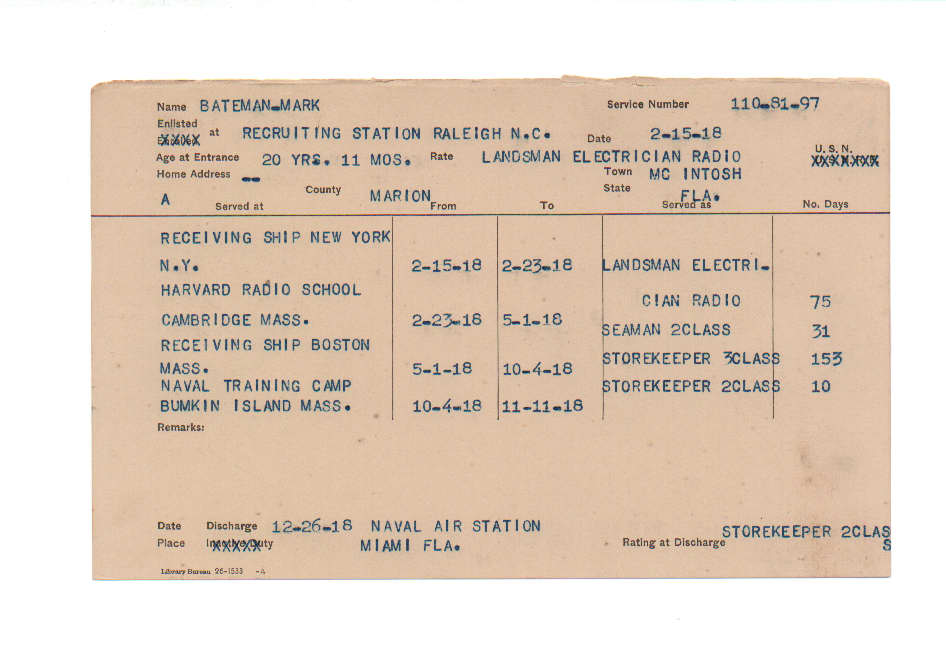 Name BATEMAN-MARK Service Number 110-81-97
Enlisted at RECRUITING STATION RALEIGH N.C. Date 2-15-18
Age at Entrance 20 YRS. 11 MOS. Rate LANDSMAN ELECTRICIAN RADIO U.S.N.
Home Address -- Town MC INTOSH
A County MARION State FLA.
Served at From To Served as No. Days
RECEIVING SHIP NEW YORK
N.Y. 2-15-18 2-23-18 LANDSMAN ELECTRI-
HARVARD RADIO SCHOOL CIAN RADIO 75
CAMBRIDGE MASS. 2-23-18 5-1-18 SEAMAN 2CLASS 31
RECEIVING SHIP BOSTON
MASS. 5-1-18 10-4-18 STOREKEEPER 3CLASS 153
NAVAL TRAINING CAMP STOREKEEPER 2CLASS 10
BUMKIN ISLAND MASS. 10-4-18 11-11-18
Remarks:
Date Discharge 12-26-18 NAVAL AIR STATION
Place Inactive Duty MIAMI FLA. Rating at Discharge STOREKEEPER 2CLAS
S
Library Bureau 26-1533 -A